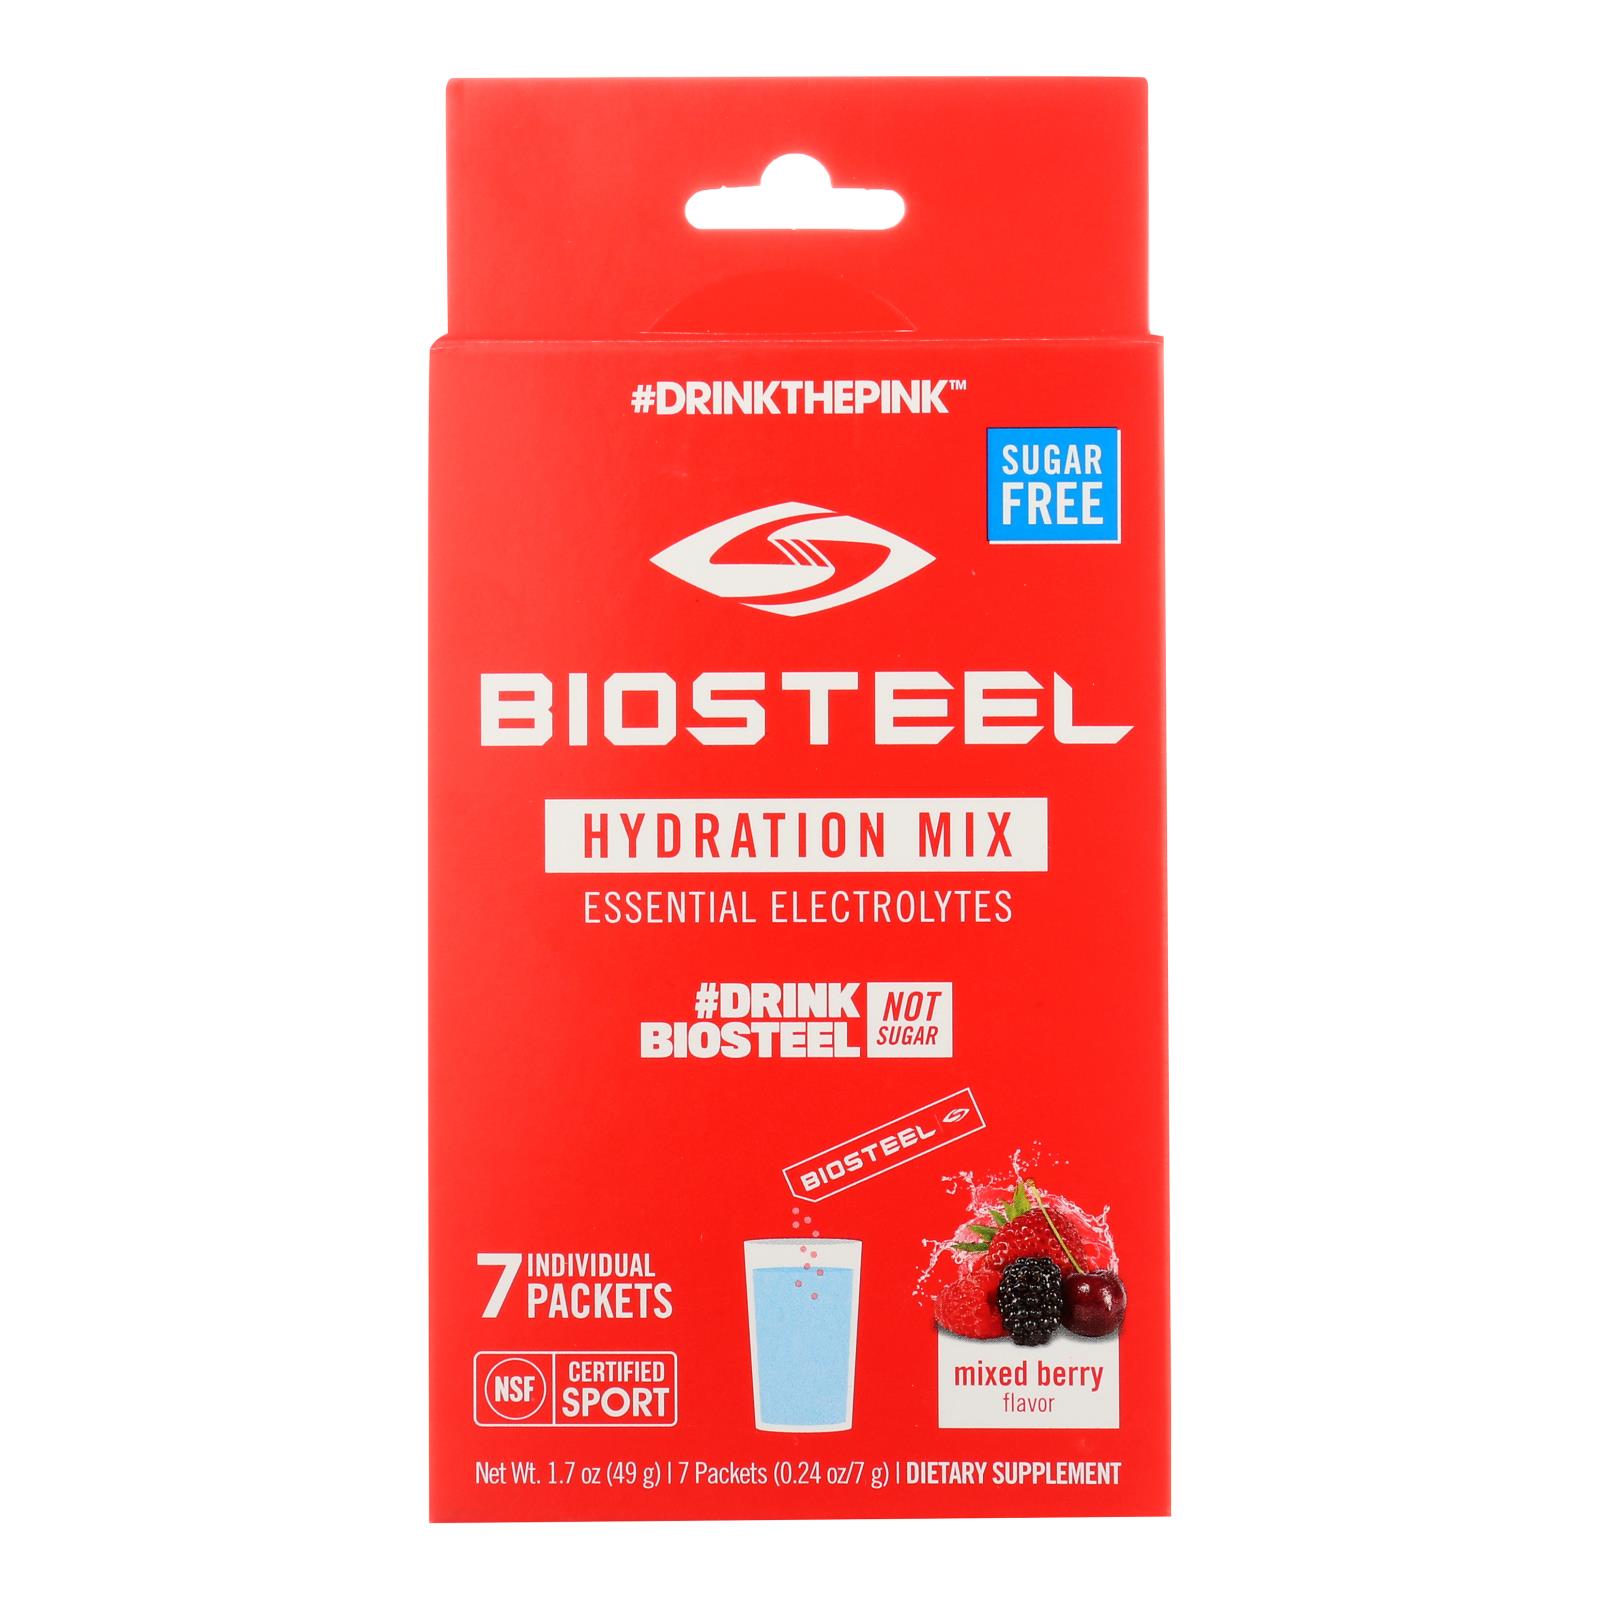 #DRINKTHEPINK™
SUGAR
FREE
BIOSTEEL
HYDRATION MIX
ESSENTIAL ELECTROLYTES
#DRINK
BIOSTEEL
NOT
SUGAR
BIOSTEEL
7 INDIVIDUAL
PACKETS
NSF
CERTIFIED
SPORT
mixed berry
flavor
Net Wt. 1.7 oz (49 g) | 7 Packets (0.24 oz/7 g) | DIETARY SUPPLEMENT